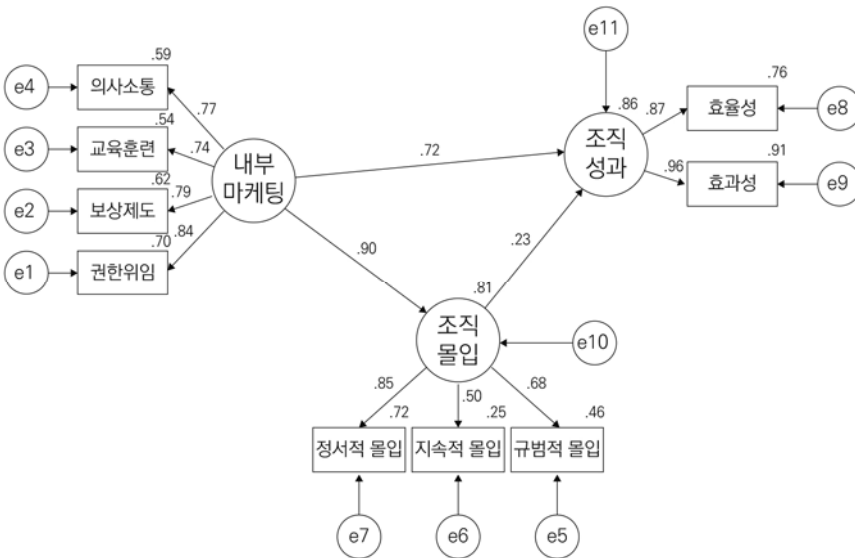 e11
.59
.76
e4
의사소통
.86
.87
효율성
e8
.77
.54
e3
교육훈련
.74
내부
마케팅
.72
조직
성과
.91
.62
.96
효과성
e9
e2
보상제도
.79
.70
.84
.23
e1
권한위임
.90
.81
조직
몰입
e10
.85
.50
.68
.72
.25
.46
정서적 몰입
지속적 몰입
규범적 몰입
e7
e6
e5